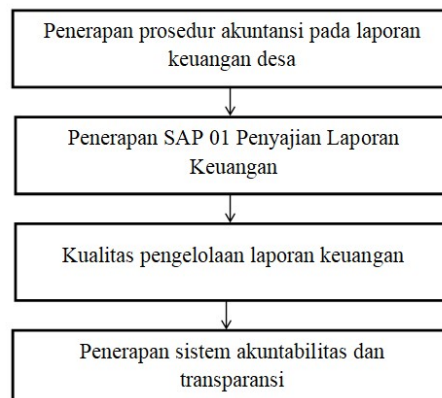 Penerapan prosedur akuntansi pada laporan
keuangan desa
Penerapan SAP 01 Penyajian Laporan
Keuangan
Kualitas pengelolaan laporan keuangan
Penerapan sistem akuntabilitas dan
transparansi